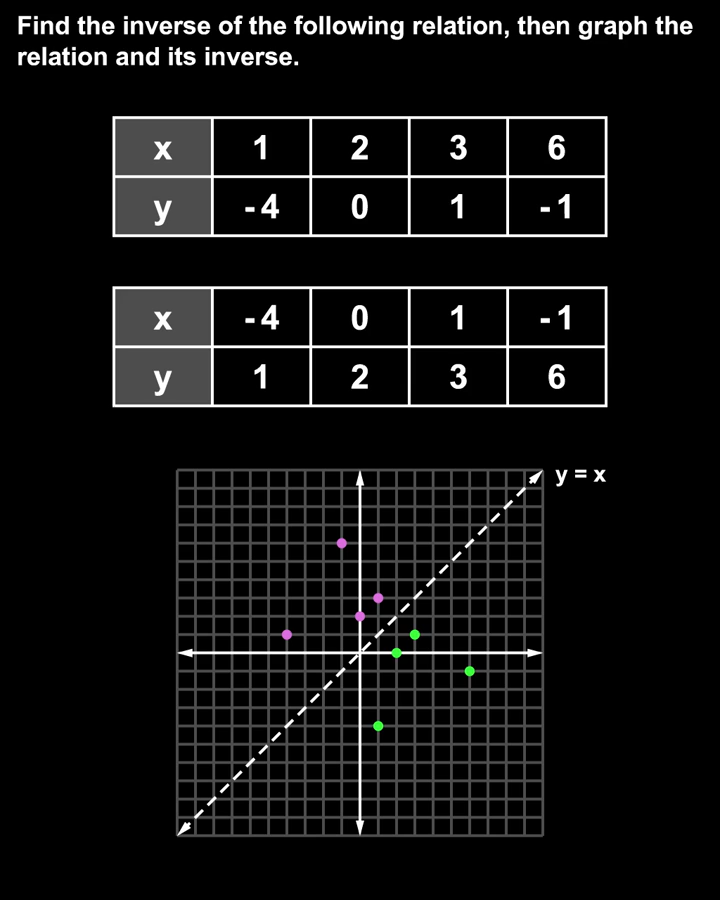 Find the inverse of the following relation, then graph the
relation and its inverse.
x 1 2 3 6
y -4 0 1 -1
x -4 0 1 -1
y 1 2 3 6
y = x